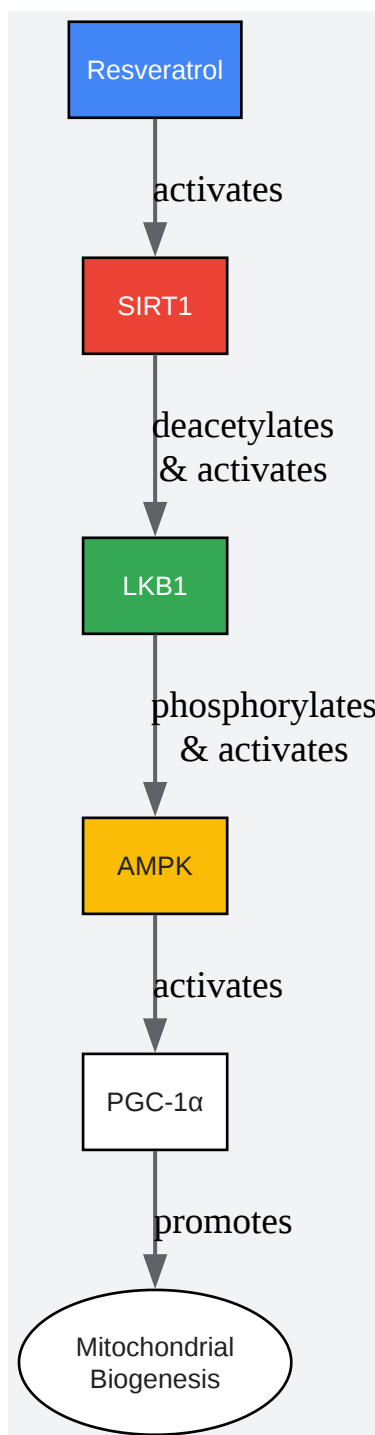 Resveratrol
activates
SIRT1
deacetylates
& activates
LKB1
phosphorylates
& activates
AMPK
activates
PGC-1α
promotes
Mitochondrial
Biogenesis